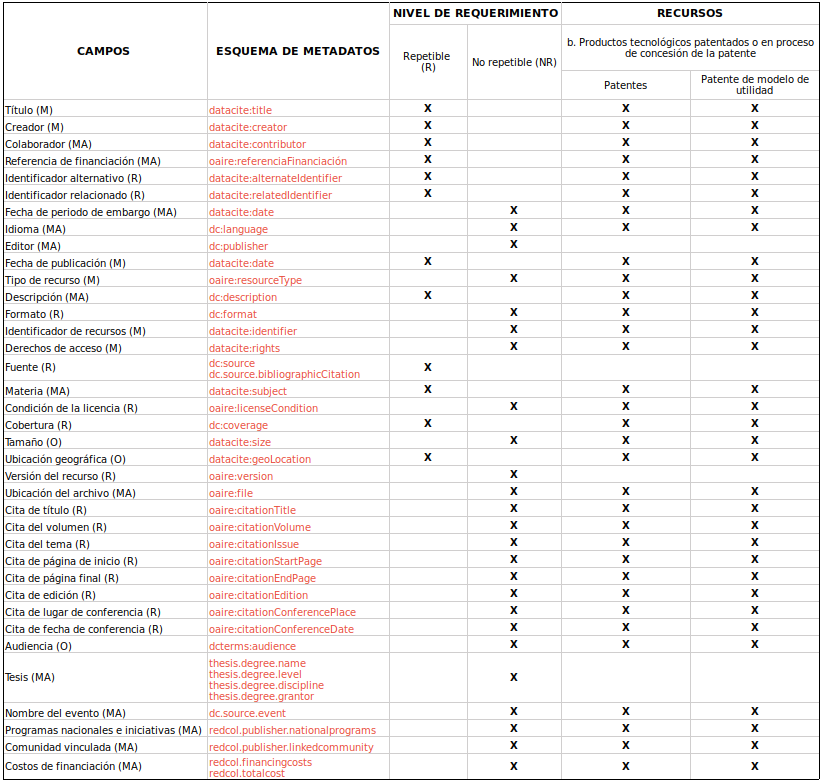 NIVEL DE REQUERIMIENTO RECURSOS
CAMPOS ESQUEMA DE METADATOS Repetible (R) No repetible (NR) b. Productos tecnológicos patentados o en proceso de concesión de la patente
Patentes Patente de modelo de utilidad
Título (M) datacite:title X X X
Creador (M) datacite:creator X X X
Colaborador (MA) datacite:contributor X X X
Referencia de financiación (MA) oaire:referenciaFinanciación X X X
Identificador alternativo (R) datacite:alternateIdentifier X X X
Identificador relacionado (R) datacite:relatedIdentifier X X X
Fecha de periodo de embargo (MA) datacite:date X X X
Idioma (MA) dc:language X X X
Editor (MA) dc:publisher X
Fecha de publicación (M) datacite:date X X X
Tipo de recurso (M) oaire:resourceType X X X
Descripción (MA) dc:description X X X
Formato (R) dc:format X X X
Identificador de recursos (M) datacite:identifier X X X
Derechos de acceso (M) datacite:rights X X X
Fuente (R) dc:source
dc.source.bibliographicCitation X
Materia (MA) datacite:subject X X X
Condición de la licencia (R) oaire:licenseCondition X X X
Cobertura (R) dc:coverage X X X
Tamaño (O) datacite:size X X X
Ubicación geográfica (O) datacite:geoLocation X X X
Versión del recurso (R) oaire:version X
Ubicación del archivo (MA) oaire:file X X X
Cita de título (R) oaire:citationTitle X X X
Cita del volumen (R) oaire:citationVolume X X X
Cita del tema (R) oaire:citationIssue X X X
Cita de página de inicio (R) oaire:citationStartPage X X X
Cita de página final (R) oaire:citationEndPage X X X
Cita de edición (R) oaire:citationEdition X X X
Cita de lugar de conferencia (R) oaire:citationConferencePlace X X X
Cita de fecha de conferencia (R) oaire:citationConferenceDate X X X
Audiencia (O) dcterms:audience X X X
Tesis (MA) thesis.degree.name
thesis.degree.level
thesis.degree.discipline
thesis.degree.grantor X
Nombre del evento (MA) dc.source.event X X X
Programas nacionales e iniciativas (MA) redcol.publisher.nationalprograms X X X
Comunidad vinculada (MA) redcol.publisher.linkedcommunity X X X
Costos de financiación (MA) redcol.financingcosts
redcol.totalcost X X X